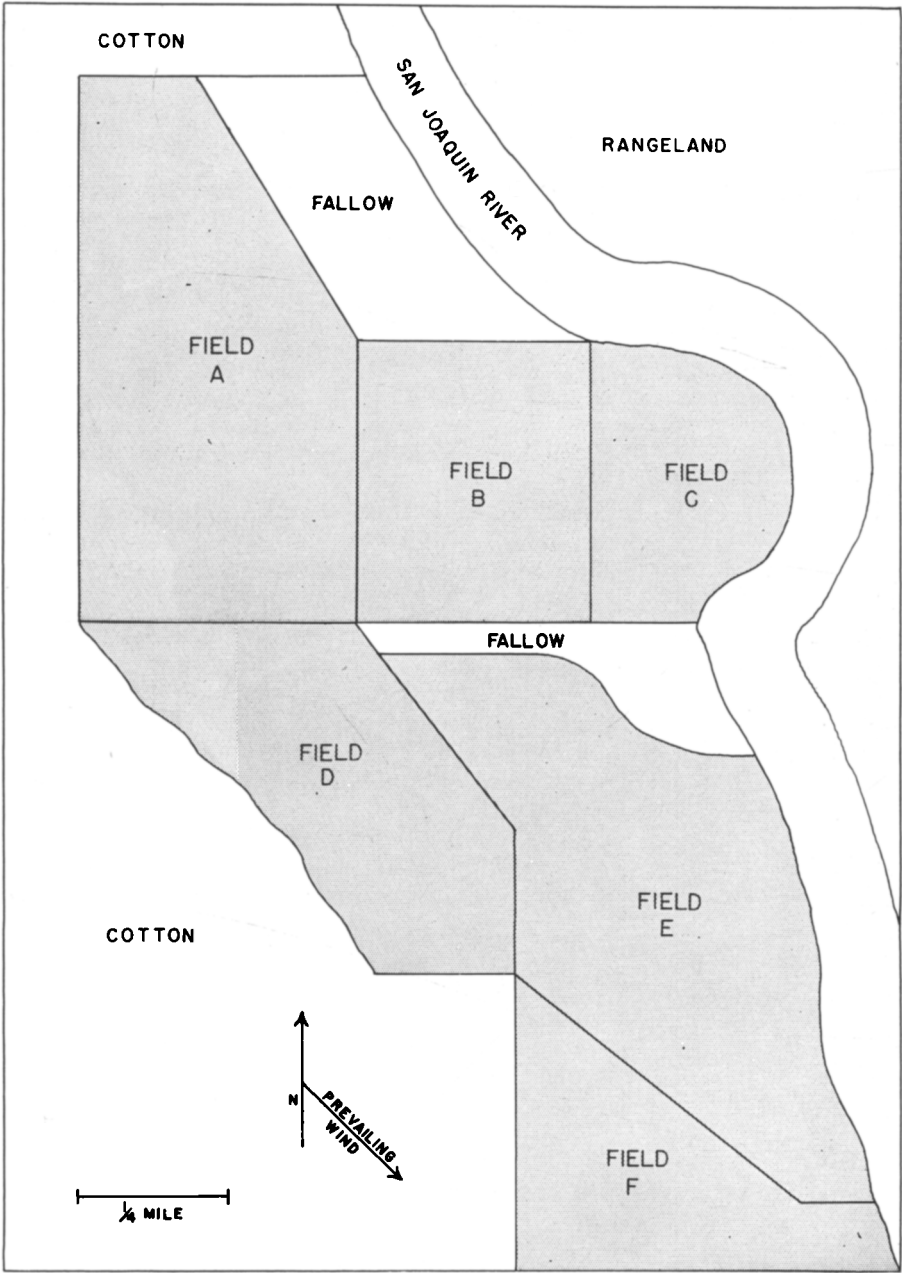 COTTON
SAN JOAQUIN RIVER
RANGELAND
FALLOW
FIELD
A
FIELD
B
FIELD
C
FALLOW
FIELD
D
FIELD
E
COTTON
N
PREVAILING
WIND
FIELD
F
¼ MILE